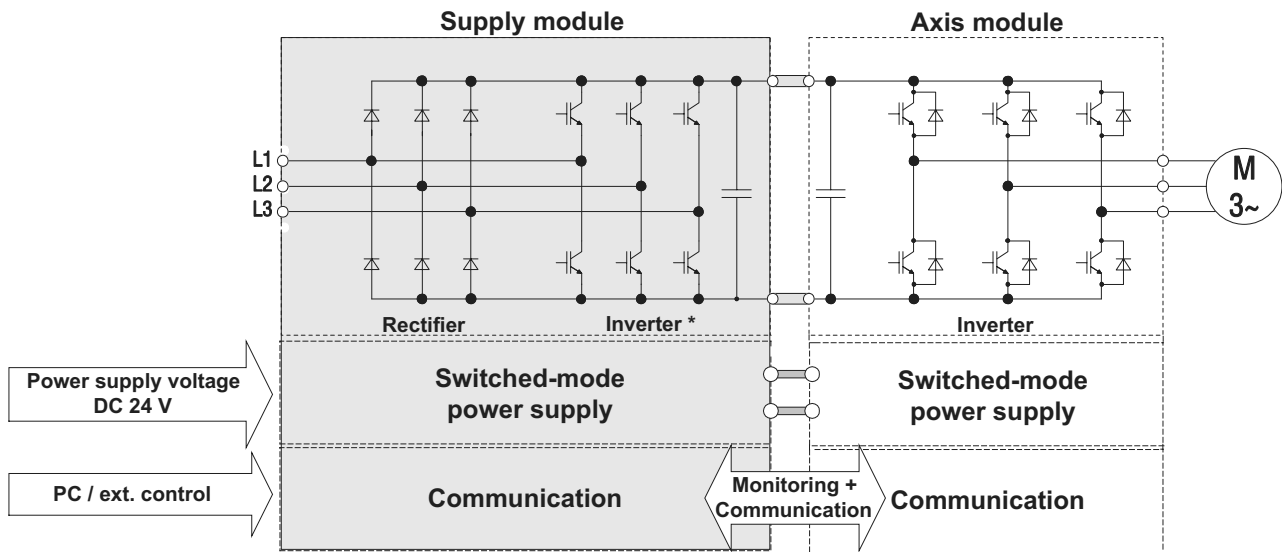 Supply module
Axis module
L1
L2
L3
M
3~
Rectifier
Inverter *
Inverter
Power supply voltage
DC 24 V
Switched-mode
power supply
Switched-mode
power supply
PC / ext. control
Communication
Monitoring +
Communication
Communication